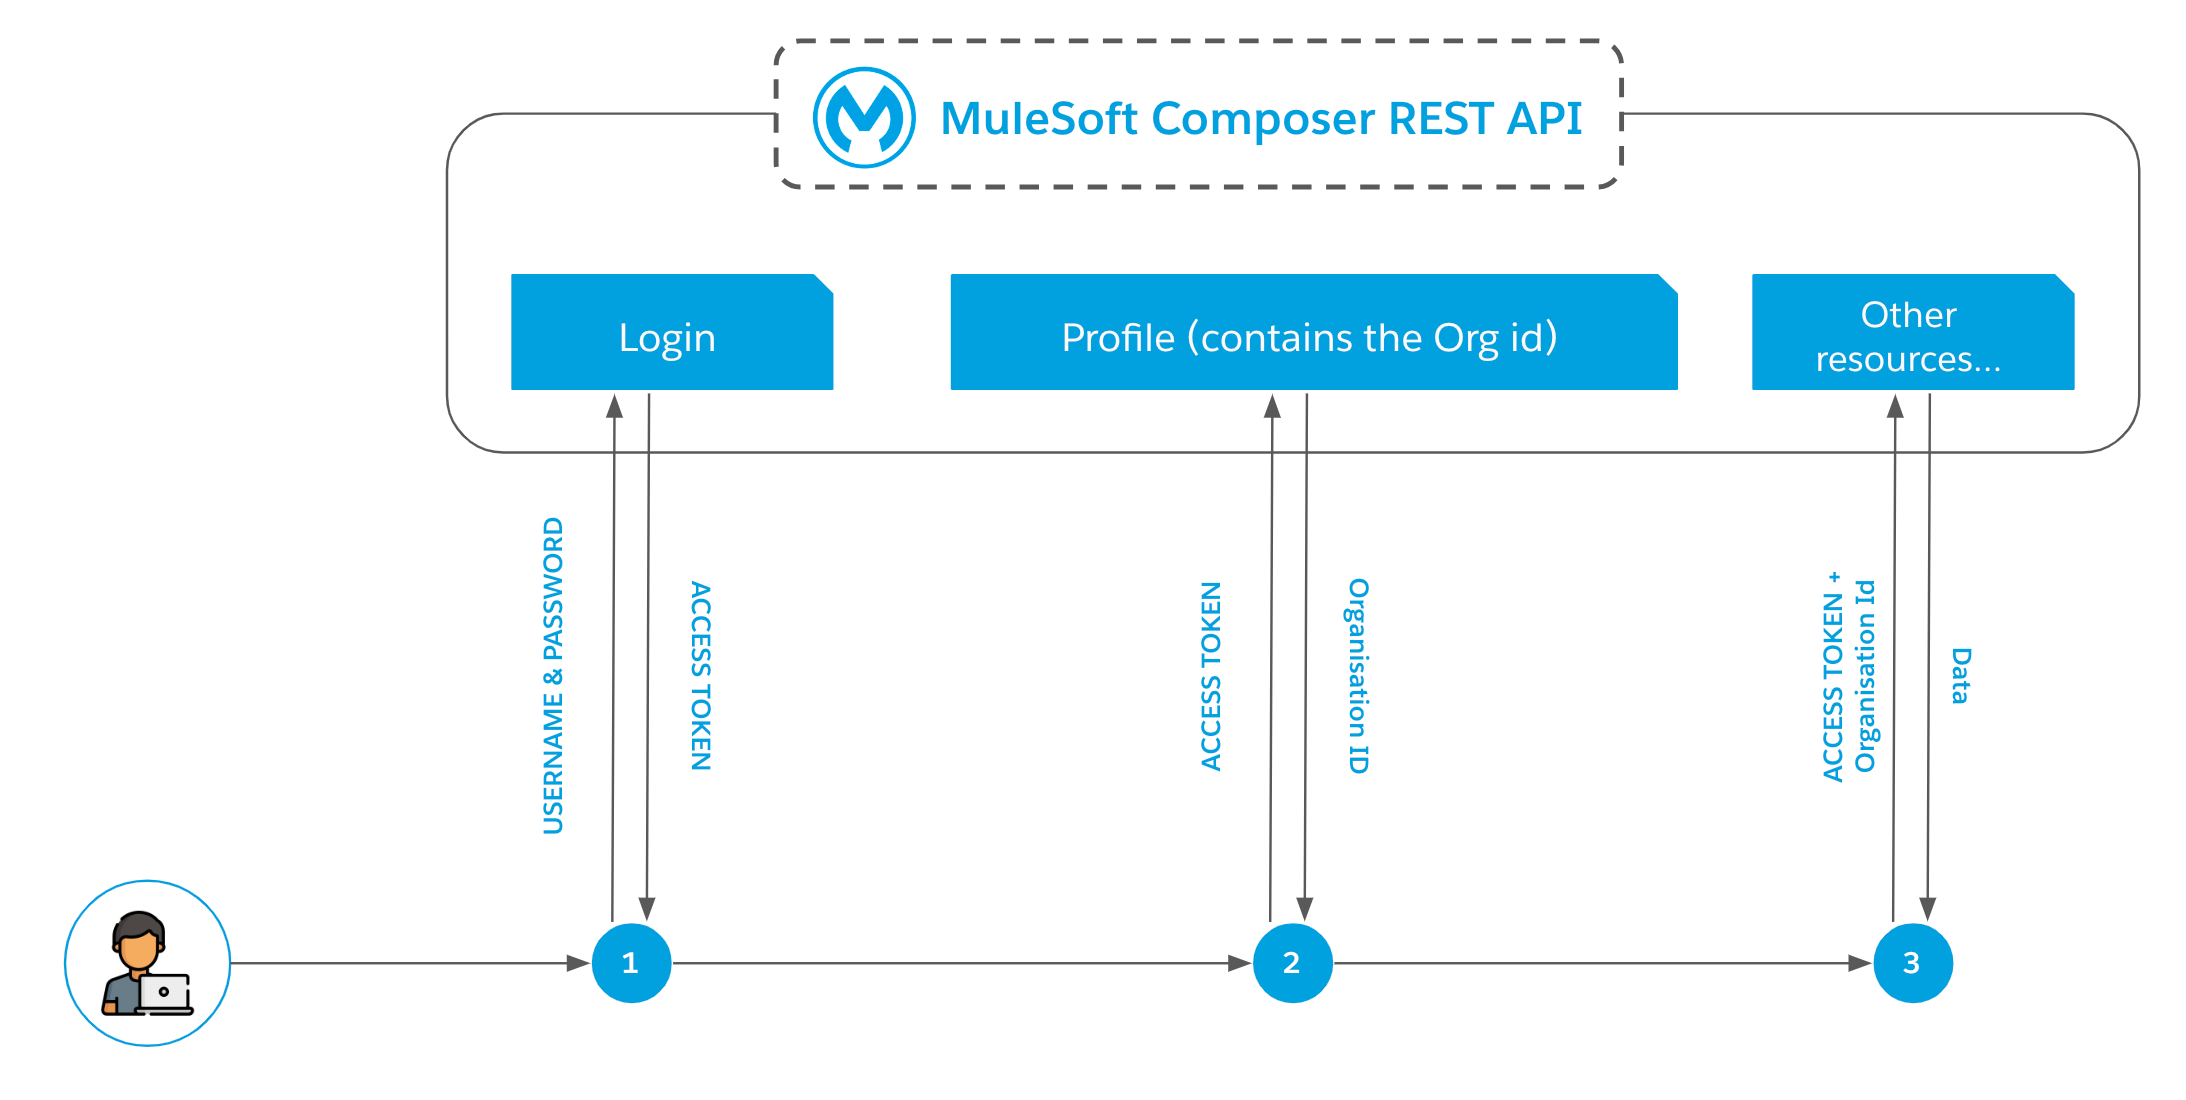 MuleSoft Composer REST API
Login
Profile (contains the Org id)
Other
resources...
USERNAME & PASSWORD
ACCESS TOKEN
ACCESS TOKEN
Organisation ID
ACCESS TOKEN +
Organisation Id
Data
1
2
3